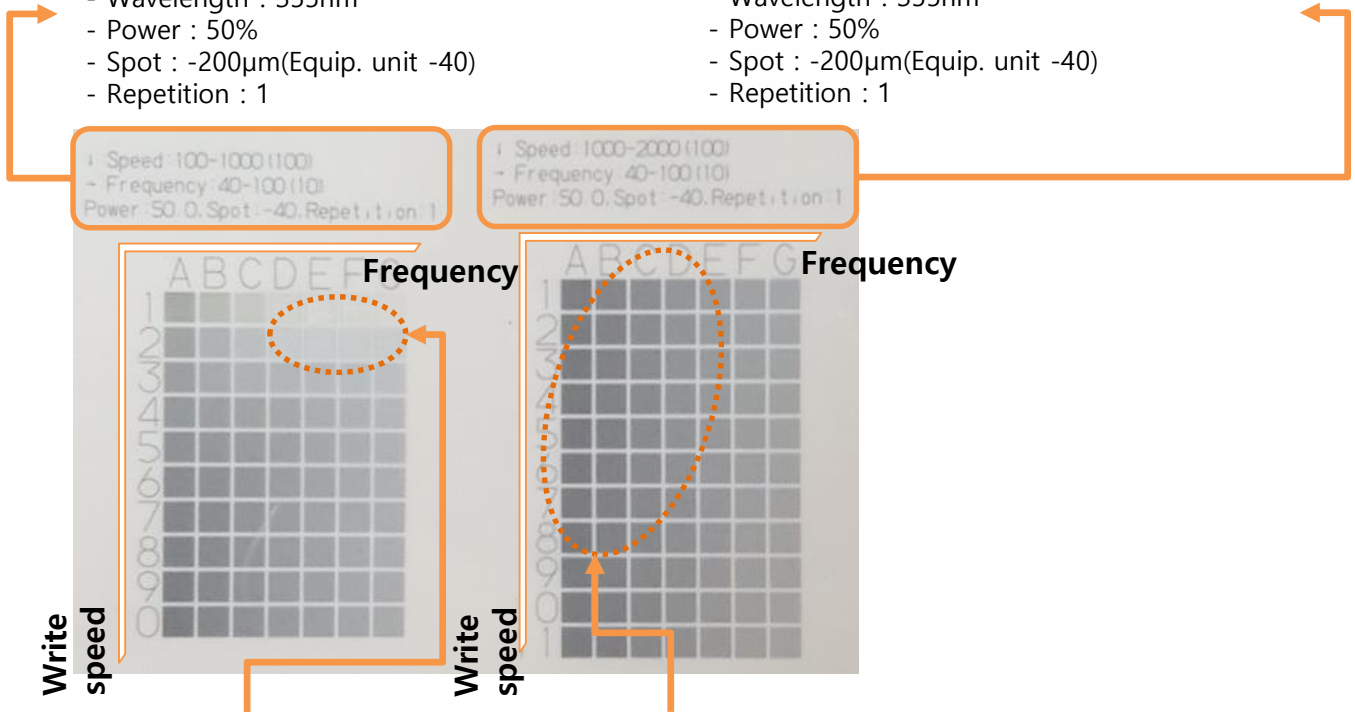 - Wavelength : 355nm
- Power : 50%
- Spot : -200µm(Equip. unit -40)
- Repetition : 1
- Wavelength : 355nm
- Power : 50%
- Spot : -200µm(Equip. unit -40)
- Repetition : 1
↓ Speed:100-1000(100)
→ Frequency:40-100(10)
Power:50.0,Spot:-40,Repetition:1
↓ Speed:1000-2000(100)
→ Frequency:40-100(10)
Power:50.0,Spot:-40,Repetition:1
A B C D E F G
Frequency
1
2
3
4
5
6
7
8
9
0
Write
speed
A B C D E F G
Frequency
1
2
3
4
5
6
7
8
9
0
1
Write
speed